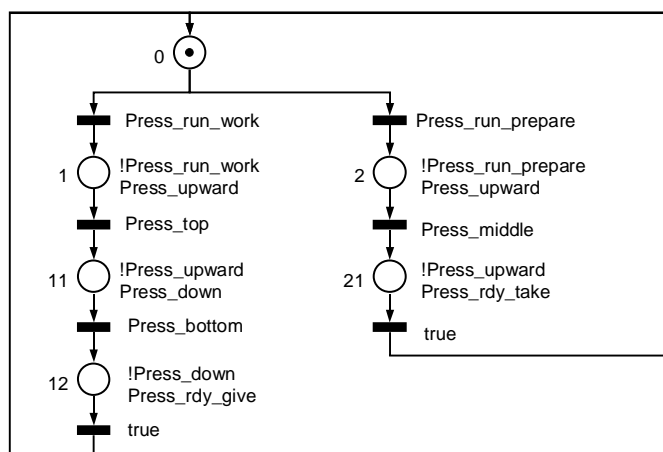 0
Press_run_work
Press_run_prepare
1
!Press_run_work
Press_upward
2
!Press_run_prepare
Press_upward
Press_top
Press_middle
11
!Press_upward
Press_down
21
!Press_upward
Press_rdy_take
Press_bottom
true
12
!Press_down
Press_rdy_give
true